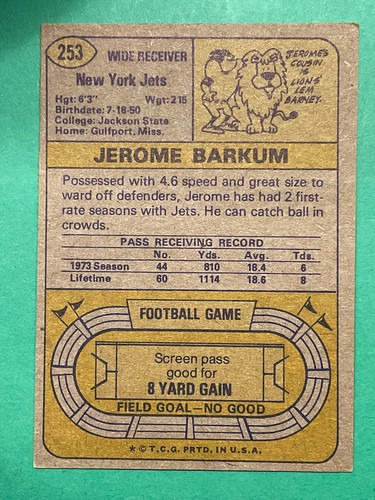 253
WIDE RECEIVER
New York Jets
Hgt: 6'3" Wgt: 215
Birthdate: 7-18-50
College: Jackson State
Home: Gulfport, Miss.
JEROME'S
COUSIN
IS
LIONS
LEM
BARNEY.
JEROME BARKUM
Possessed with 4.6 speed and great size to
ward off defenders, Jerome has had 2 first-
rate seasons with Jets. He can catch ball in
crowds.
PASS RECEIVING RECORD
No. Yds. Avg. Tds.
1973 Season 44 810 18.4 6
Lifetime 60 1114 18.6 8
FOOTBALL GAME
Screen pass
good for
8 YARD GAIN
FIELD GOAL—NO GOOD
★ © T.C.G. PRTD. IN U.S.A.